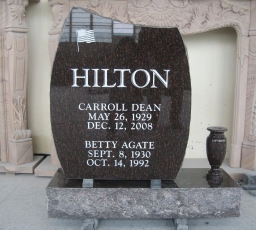 HILTON
CARROLL DEAN
MAY 26, 1929
DEC. 12, 2008
BETTY AGATE
SEPT. 8, 1930
OCT. 14, 1992